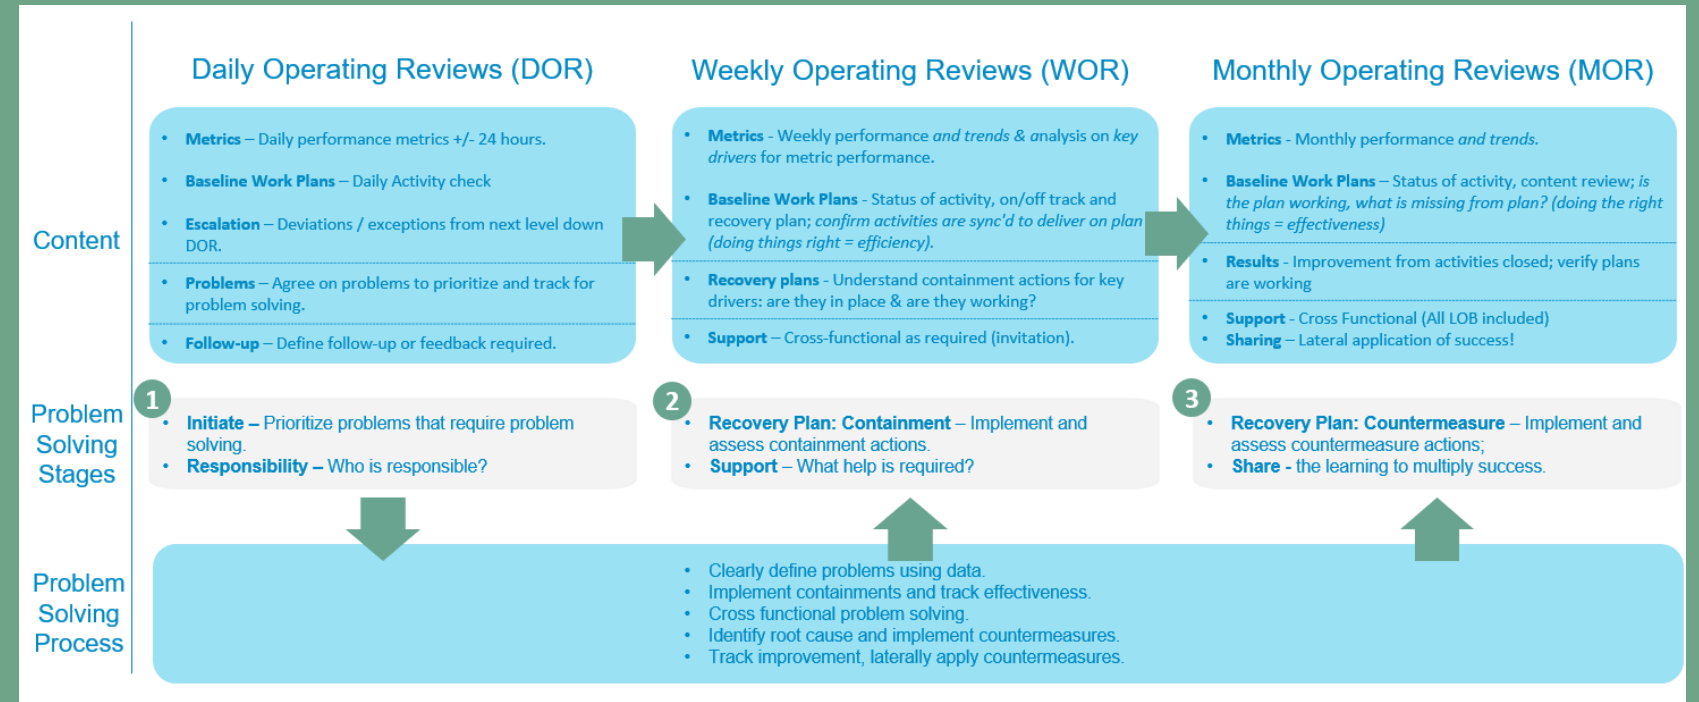 Daily Operating Reviews (DOR)
Weekly Operating Reviews (WOR)
Monthly Operating Reviews (MOR)
Content
• Metrics – Daily performance metrics +/- 24 hours.
• Baseline Work Plans – Daily Activity check
• Escalation – Deviations / exceptions from next level down
DOR.
• Problems – Agree on problems to prioritize and track for
problem solving.
• Follow-up – Define follow-up or feedback required.
• Metrics - Weekly performance and trends & analysis on key
drivers for metric performance.
• Baseline Work Plans - Status of activity, on/off track and
recovery plan; confirm activities are sync'd to deliver on plan
(doing things right = efficiency).
• Recovery plans - Understand containment actions for key
drivers: are they in place & are they working?
• Support – Cross-functional as required (invitation).
• Metrics - Monthly performance and trends.
• Baseline Work Plans – Status of activity, content review; is
the plan working, what is missing from plan? (doing the right
things = effectiveness)
• Results - Improvement from activities closed; verify plans
are working
• Support - Cross Functional (All LOB included)
• Sharing – Lateral application of success!
Problem
Solving
Stages
1
• Initiate – Prioritize problems that require problem
solving.
• Responsibility – Who is responsible?
2
• Recovery Plan: Containment – Implement and
assess containment actions.
• Support – What help is required?
3
• Recovery Plan: Countermeasure – Implement and
assess countermeasure actions;
• Share - the learning to multiply success.
Problem
Solving
Process
• Clearly define problems using data.
• Implement containments and track effectiveness.
• Cross functional problem solving.
• Identify root cause and implement countermeasures.
• Track improvement, laterally apply countermeasures.